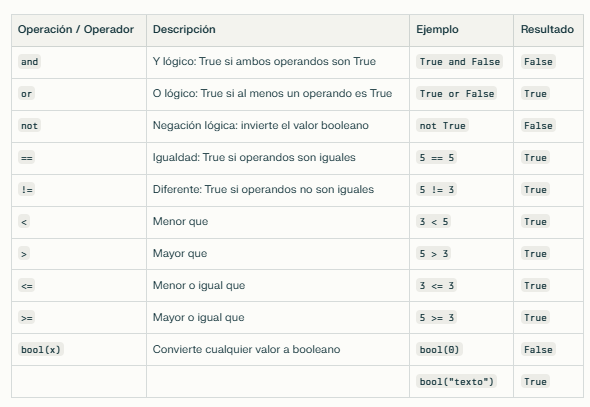 Operación / Operador Descripción Ejemplo Resultado
and Y lógico: True si ambos operandos son True True and False False
or O lógico: True si al menos un operando es True True or False True
not Negación lógica: invierte el valor booleano not True False
== Igualdad: True si operandos son iguales 5 == 5 True
!= Diferente: True si operandos no son iguales 5 != 3 True
< Menor que 3 < 5 True
> Mayor que 5 > 3 True
<= Menor o igual que 3 <= 3 True
>= Mayor o igual que 5 >= 3 True
bool(x) Convierte cualquier valor a booleano bool(0) False
bool("texto") True